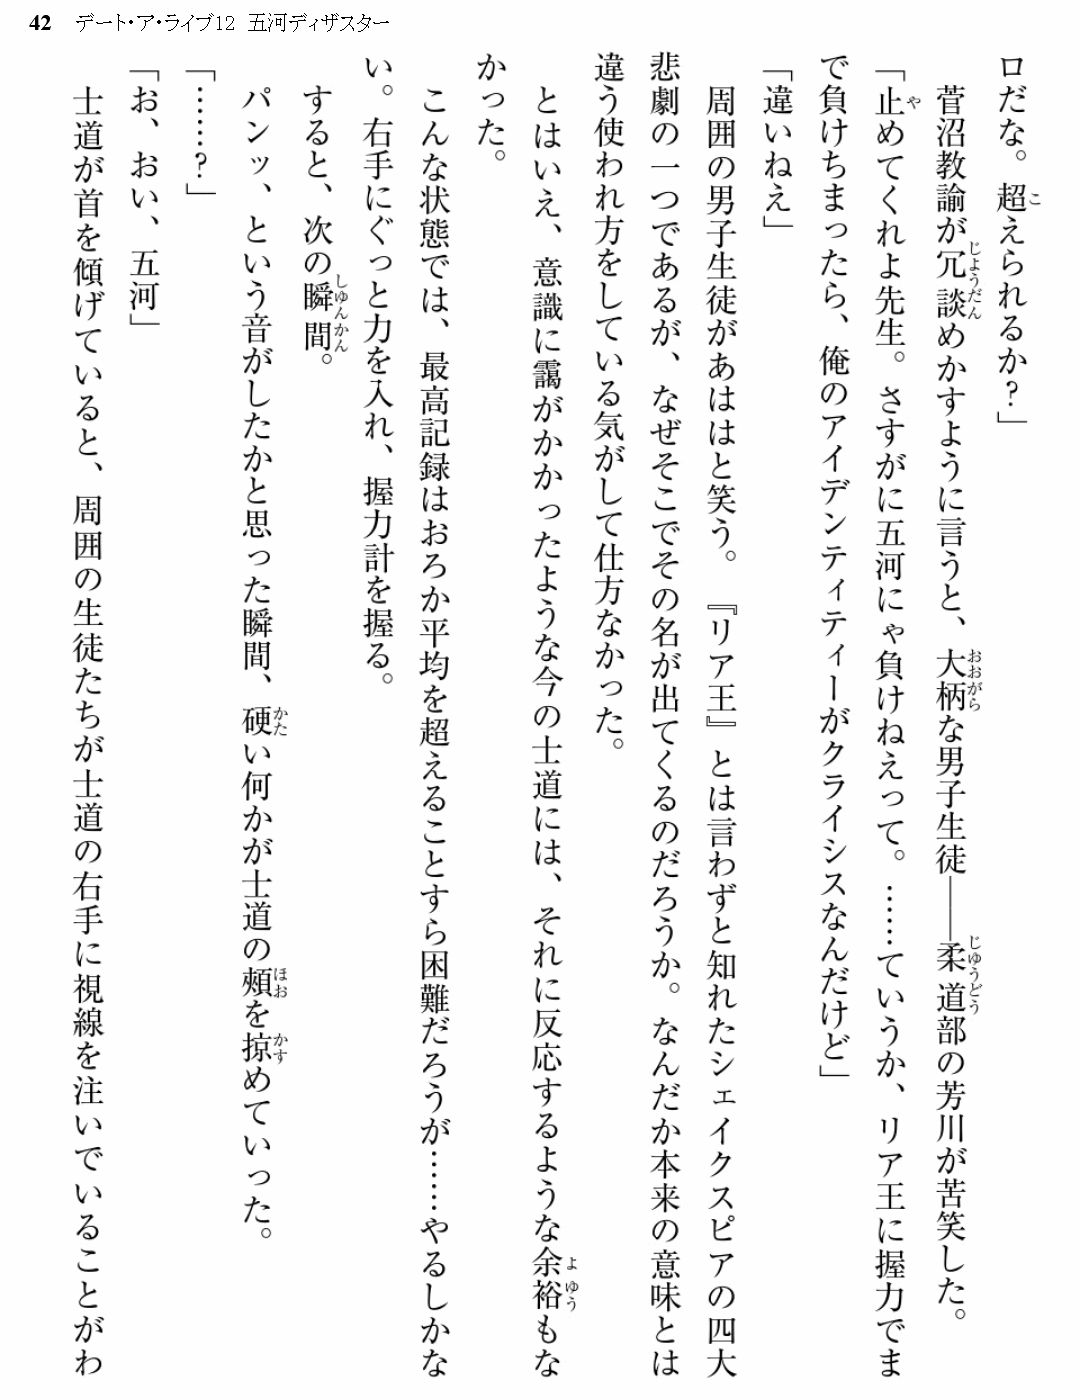 42 デート・ア・ライブ12 五河ディザスター
ロだな。超えられるか？」
菅沼教諭が冗談めかすように言うと、大柄な男子生徒――柔道部の芳川が苦笑した。
「止めてくれよ先生。さすがに五河にゃ負けねえって。……ていうか、リア王に握力でま
で負けちまったら、俺のアイデンティティーがクライシスなんだけど」
「違いねえ」
周囲の男子生徒があははと笑う。『リア王』とは言わずと知れたシェイクスピアの四大
悲劇の一つであるが、なぜそこでその名が出てくるのだろうか。なんだか本来の意味とは
違う使われ方をしている気がして仕方なかった。
とはいえ、意識に靄がかかったような今の士道には、それに反応するような余裕もな
かった。
こんな状態では、最高記録はおろか平均を超えることすら困難だろうが……やるしかな
い。右手にぐっと力を入れ、握力計を握る。
すると、次の瞬間。
パンッ、という音がしたかと思った瞬間、硬い何かが士道の頰を掠めていった。
「……？」
「お、おい、五河」
士道が首を傾げていると、周囲の生徒たちが士道の右手に視線を注いでいることがわ